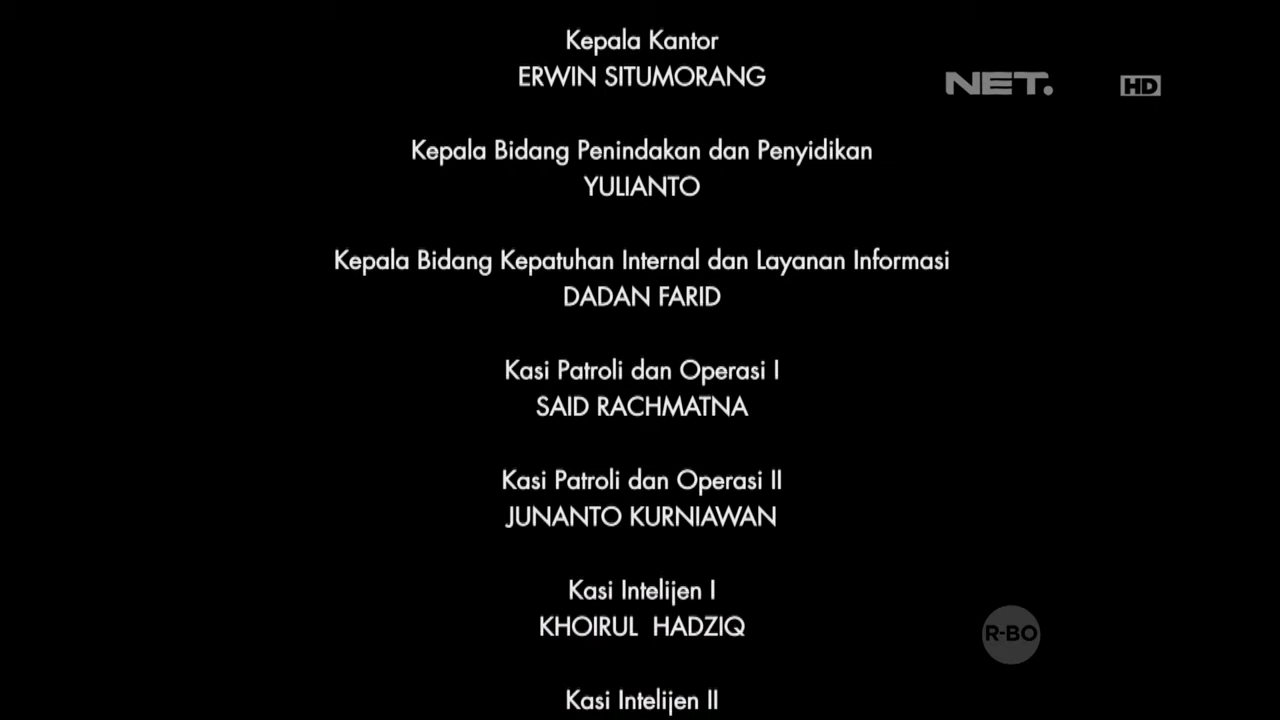 Kepala Kantor
ERWIN SITUMORANG
NET.
HD
Kepala Bidang Penindakan dan Penyidikan
YULIANTO
Kepala Bidang Kepatuhan Internal dan Layanan Informasi
DADAN FARID
Kasi Patroli dan Operasi I
SAID RACHMATNA
Kasi Patroli dan Operasi II
JUNANTO KURNIAWAN
Kasi Intelijen I
KHOIRUL HADZIQ
R-BO
Kasi Intelijen II